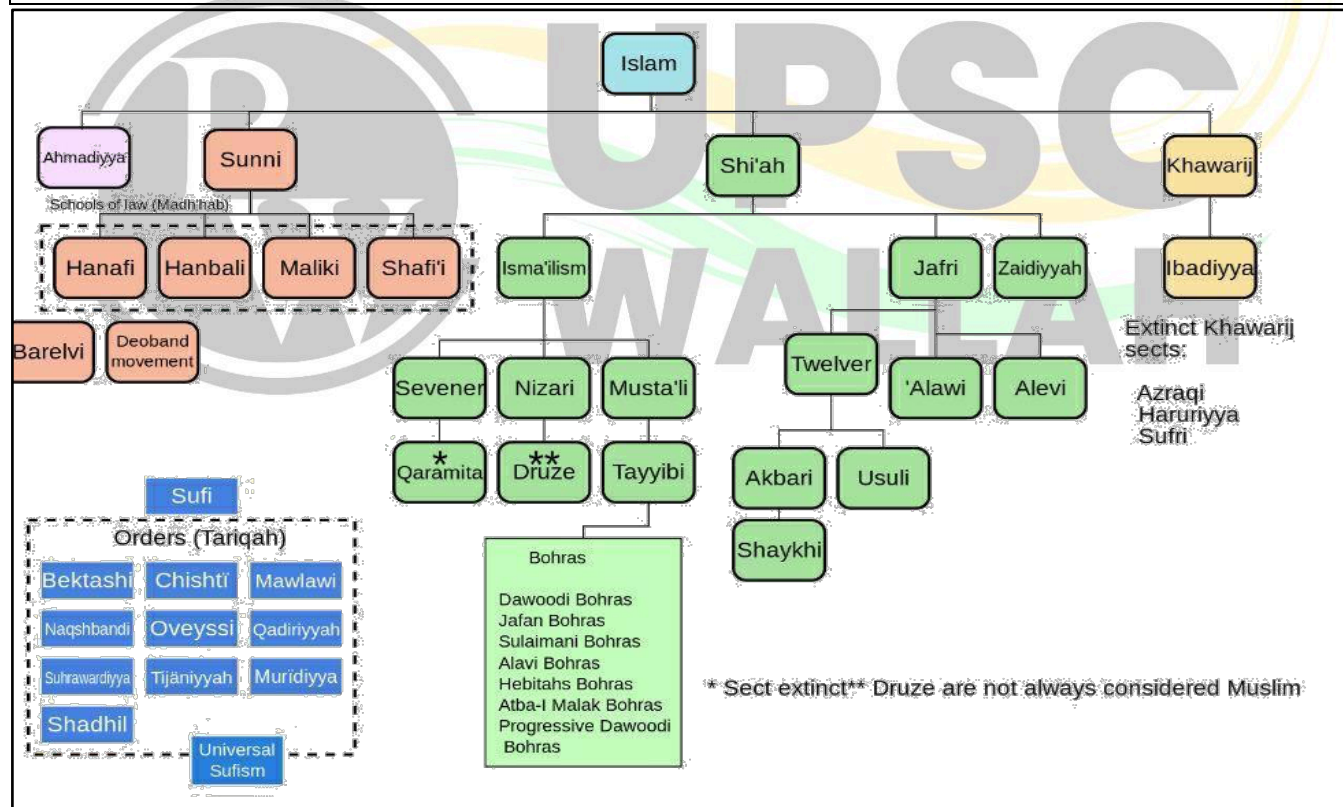 UPSC
WALLAH
PW
Islam
Ahmadiyya
Sunni
Shi'ah
Khawarij
Schools of law (Madh'hab)
Hanafi
Hanbali
Maliki
Shafi'i
Isma'ilism
Jafri
Zaidiyyah
Ibadiyya
Barelvi
Deoband
movement
Extinct Khawarij
sects:
Azraqi
Haruriyya
Sufri
Sevener
Nizari
Musta'li
Twelver
'Alawi
Alevi
*
Qaramita
**
Druze
Tayyibi
Akbari
Usuli
Shaykhi
Sufi
Orders (Tariqah)
Bektashi
Chishtï
Mawlawi
Naqshbandi
Oveyssi
Qadiriyyah
Suhrawardiyya
Tijäniyyah
Murïdiyya
Shadhil
Universal
Sufism
Bohras
Dawoodi Bohras
Jafan Bohras
Sulaimani Bohras
Alavi Bohras
Hebitahs Bohras
Atba-I Malak Bohras
Progressive Dawoodi
Bohras
* Sect extinct** Druze are not always considered Muslim